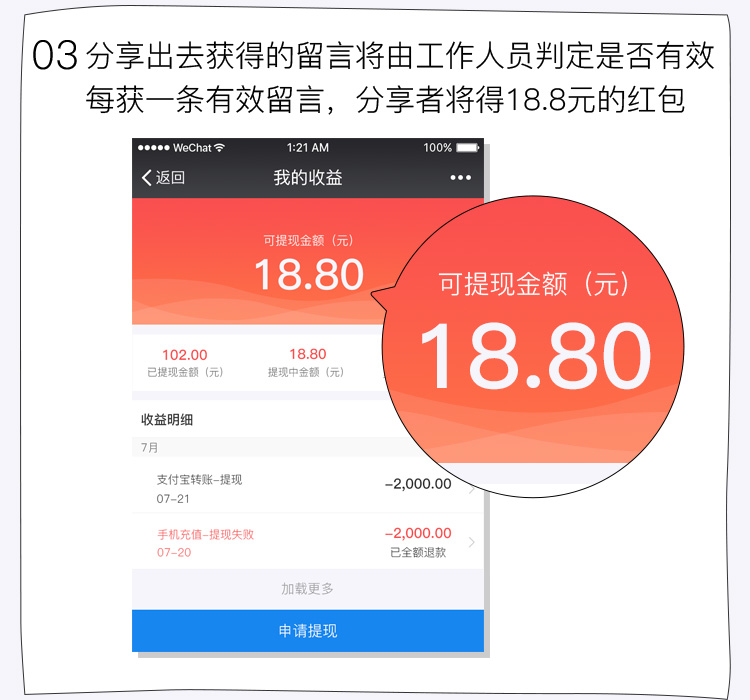 03 分享出去获得的留言将由工作人员判定是否有效
每获一条有效留言，分享者将得18.8元的红包
WeChat 1:21 AM 100%
返回 我的收益
可提现金额（元）
18.80
可提现金额（元）
18.80
102.00 18.80
已提现金额（元） 提现中金额（元）
收益明细
7月
支付宝转账-提现 -2,000.00
07-21
手机充值-提现失败 -2,000.00
07-20 已全额退款
加载更多
申请提现